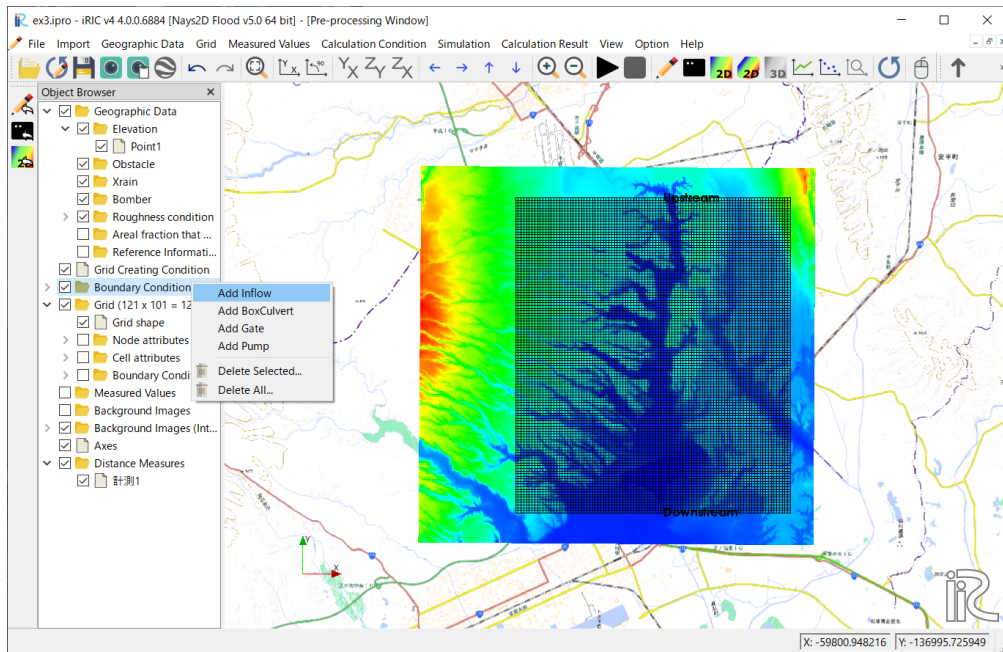 ex3.ipro - iRIC v4 4.0.0.6884 [Nays2D Flood v5.0 64 bit] - [Pre-processing Window]
File Import Geographic Data Grid Measured Values Calculation Condition Simulation Calculation Result View Option Help
Object Browser
Geographic Data
Elevation
Point1
Obstacle
Xrain
Bomber
Roughness condition
Areal fraction that ...
Reference Informati...
Grid Creating Condition
Boundary Condition
Grid (121 x 101 = 12
Grid shape
Node attributes
Cell attributes
Boundary Condi
Measured Values
Background Images
Background Images (Int...
Axes
Distance Measures
計測1
Add Inflow
Add BoxCulvert
Add Gate
Add Pump
Delete Selected...
Delete All...
Upstream
Downstream
安平町
Y
X
iRIC
X: -59800.948216 Y: -136995.725949